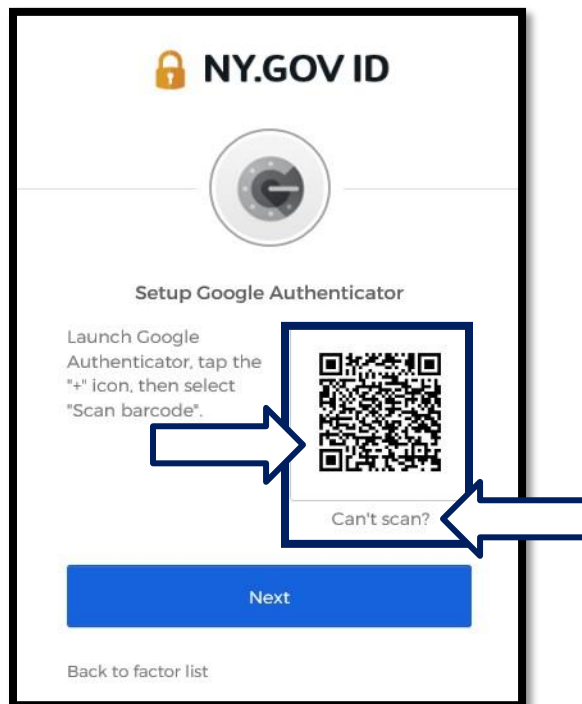 NY.GOV ID
Setup Google Authenticator
Launch Google
Authenticator, tap the
"+" icon, then select
"Scan barcode".
Can't scan?
Next
Back to factor list